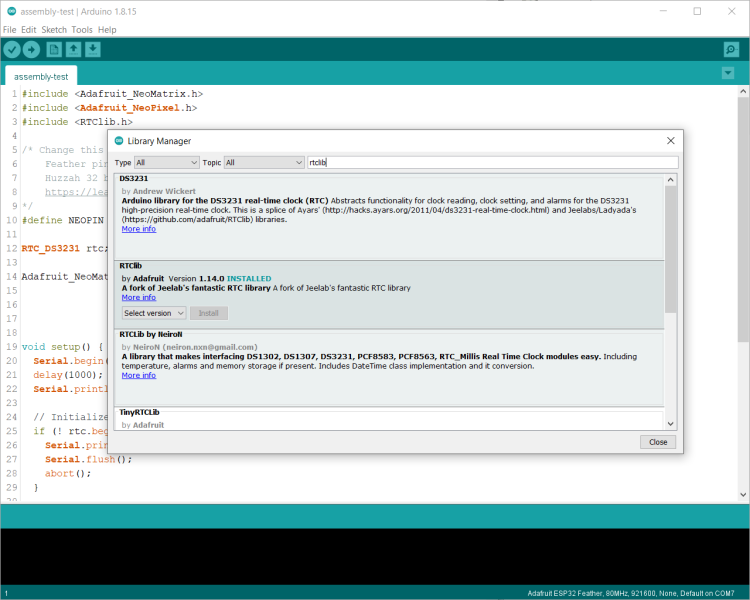 assembly-test | Arduino 1.8.15
File Edit Sketch Tools Help
assembly-test
1 #include <Adafruit_NeoMatrix.h>
2 #include <Adafruit_NeoPixel.h>
3 #include <RTClib.h>
4
5 /* Change this
6 Feather pin
7 Huzzah 32 b
8 https://lea
9 */
10 #define NEOPIN
11
12 RTC_DS3231 rtc;
13
14 Adafruit_NeoMat
15
16
17
18
19 void setup() {
20 Serial.begin(
21 delay(1000);
22 Serial.printl
23
24 // Initialize
25 if (! rtc.beg
26 Serial.prin
27 Serial.flush();
28 abort();
29 }
30
Library Manager
Type All Topic All rtclib
DS3231
by Andrew Wickert
Arduino library for the DS3231 real-time clock (RTC) Abstracts functionality for clock reading, clock setting, and alarms for the DS3231
high-precision real-time clock. This is a splice of Ayars' (http://hacks.ayars.org/2011/04/ds3231-real-time-clock.html) and Jeelabs/Ladyada's
(https://github.com/adafruit/RTClib) libraries.
More info
RTClib
by Adafruit Version 1.14.0 INSTALLED
A fork of Jeelab's fantastic RTC library A fork of Jeelab's fantastic RTC library
More info
Select version Install
RTCLib by NeiroN
by NeiroN (neiron.nxn@gmail.com)
A library that makes interfacing DS1302, DS1307, DS3231, PCF8583, PCF8563, RTC_Millis Real Time Clock modules easy. Including
temperature, alarms and memory storage if present. Includes DateTime class implementation and it conversion.
More info
TinyRTCLib
by Adafruit
Close
1 Adafruit ESP32 Feather, 80MHz, 921600, None, Default on COM7